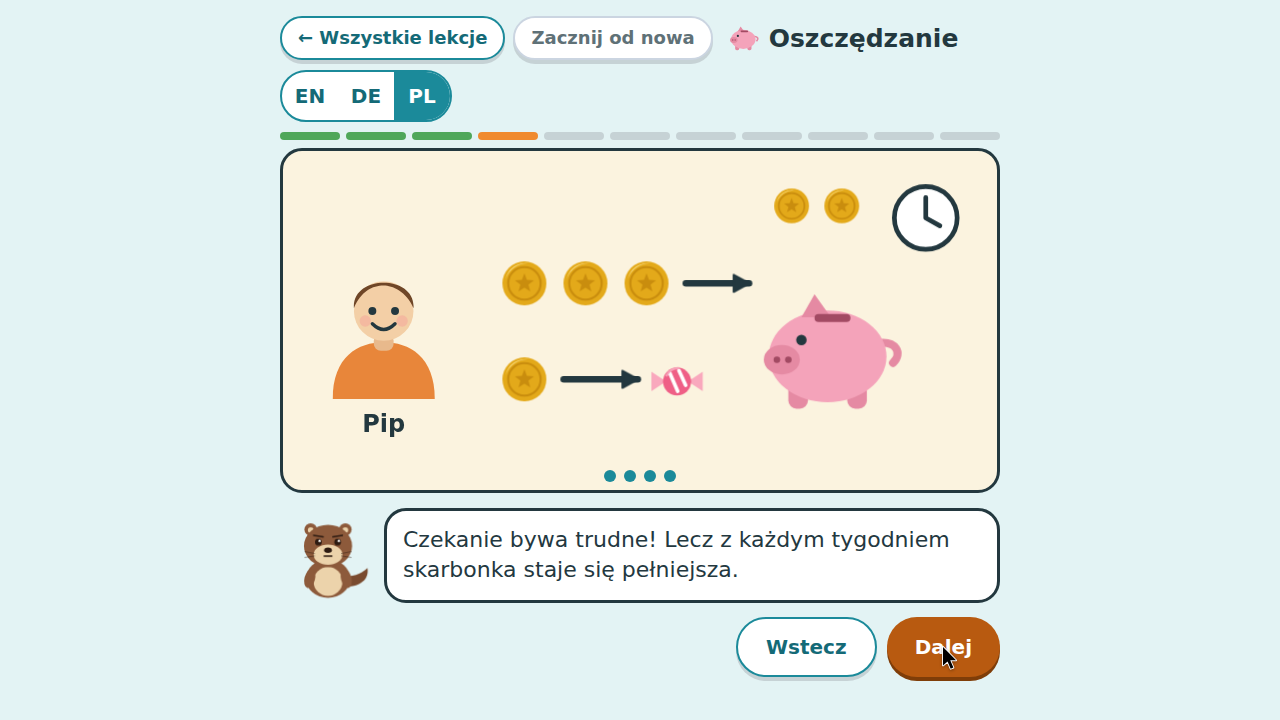 ← Wszystkie lekcje
Zacznij od nowa
Oszczędzanie
EN DE PL
Pip
Czekanie bywa trudne! Lecz z każdym tygodniem
skarbonka staje się pełniejsza.
Wstecz
Dalej